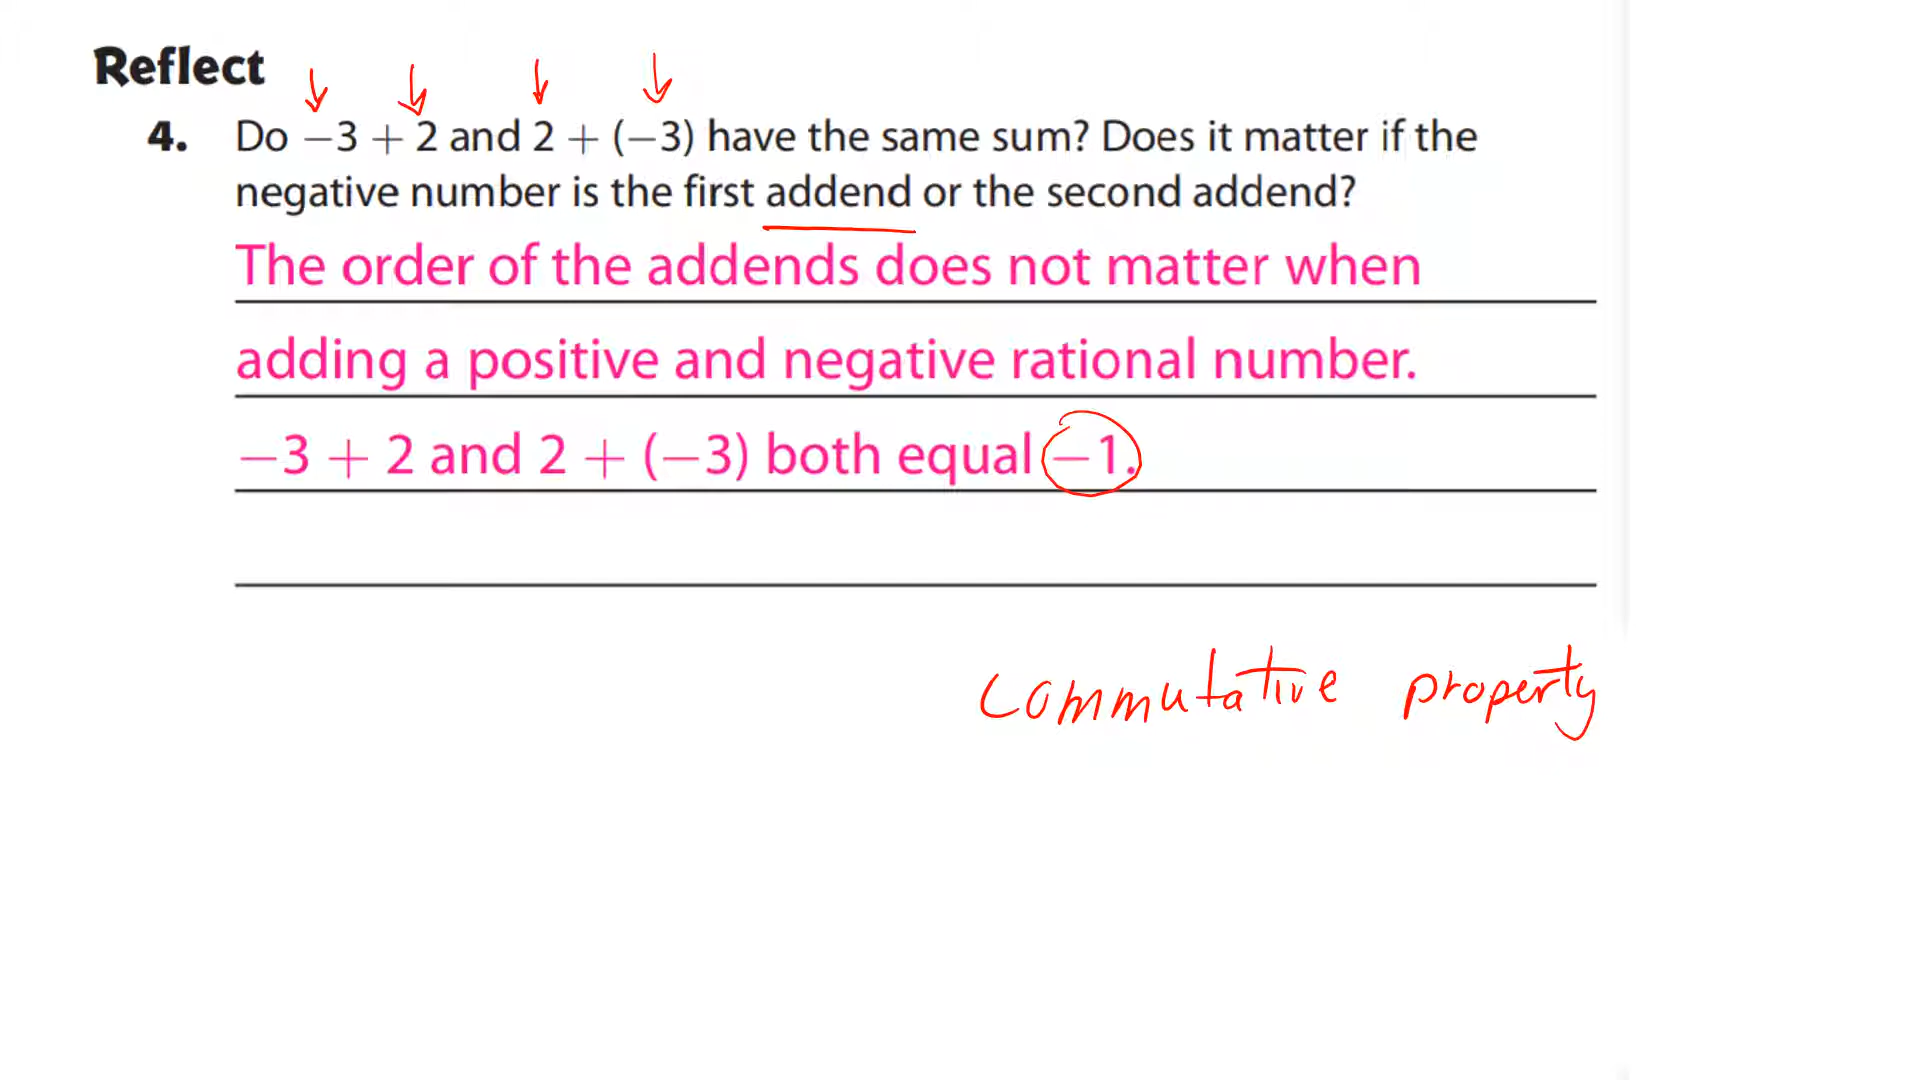 Reflect
4. Do −3 + 2 and 2 + (−3) have the same sum? Does it matter if the
negative number is the first addend or the second addend?
The order of the addends does not matter when
adding a positive and negative rational number.
−3 + 2 and 2 + (−3) both equal −1.
commutative property